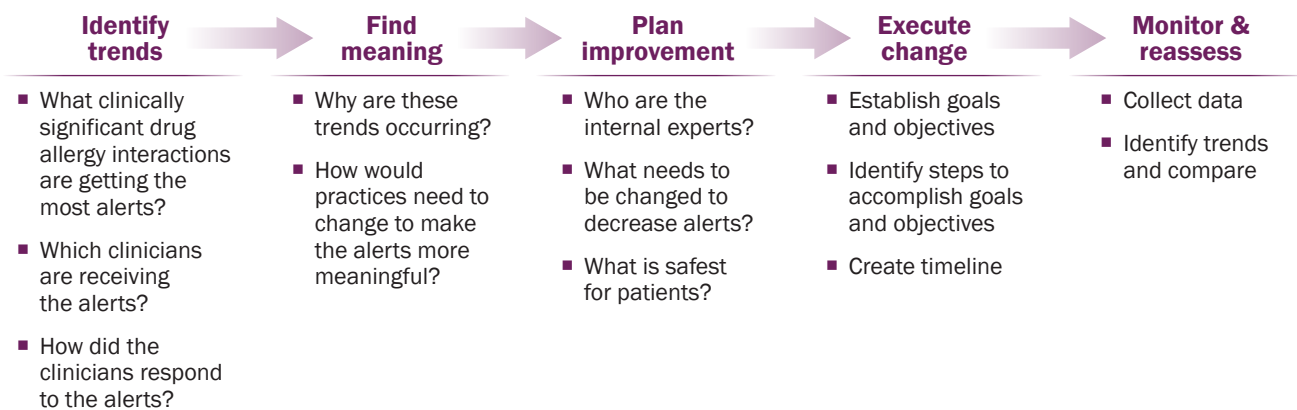 Identify
trends
Find
meaning
Plan
improvement
Execute
change
Monitor &
reassess
■ What clinically
significant drug
allergy interactions
are getting the
most alerts?
■ Which clinicians
are receiving
the alerts?
■ How did the
clinicians respond
to the alerts?
■ Why are these
trends occurring?
■ How would
practices need to
change to make
the alerts more
meaningful?
■ Who are the
internal experts?
■ What needs to
be changed to
decrease alerts?
■ What is safest
for patients?
■ Establish goals
and objectives
■ Identify steps to
accomplish goals
and objectives
■ Create timeline
■ Collect data
■ Identify trends
and compare